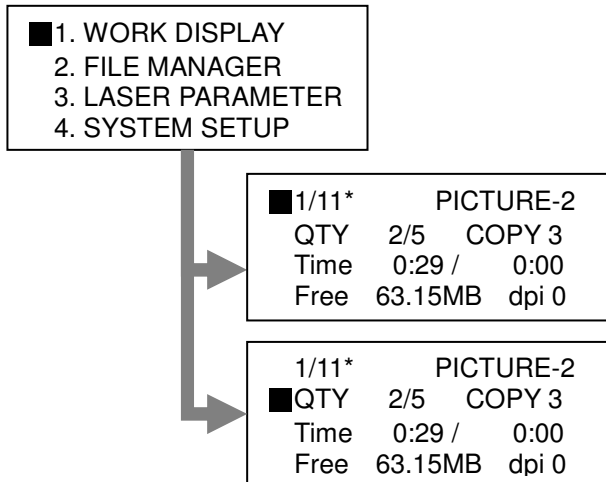 1. WORK DISPLAY
2. FILE MANAGER
3. LASER PARAMETER
4. SYSTEM SETUP
1/11* PICTURE-2
QTY 2/5 COPY 3
Time 0:29 / 0:00
Free 63.15MB dpi 0
1/11* PICTURE-2
QTY 2/5 COPY 3
Time 0:29 / 0:00
Free 63.15MB dpi 0